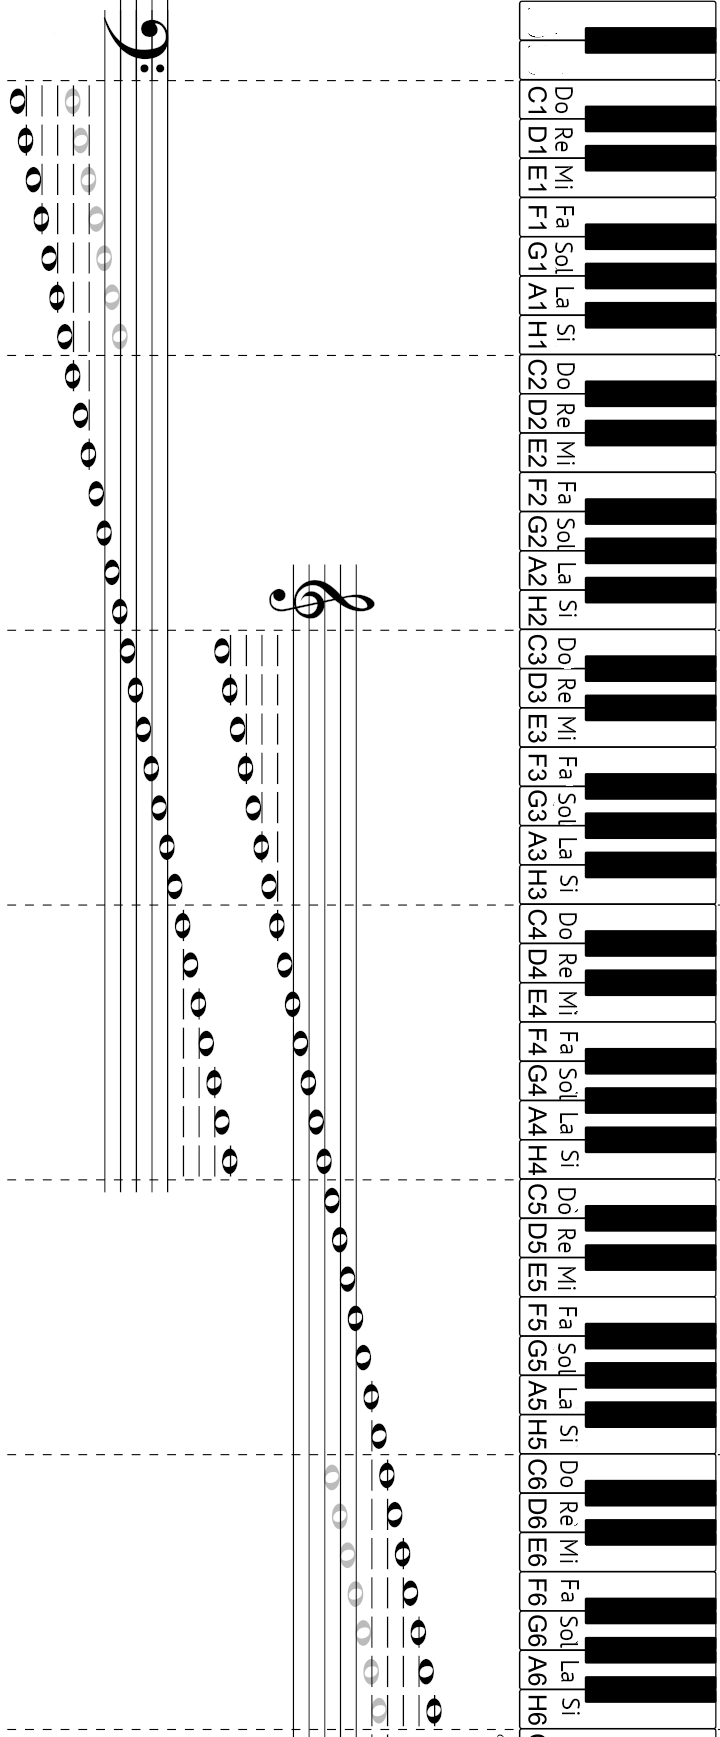 Do Re Mi Fa Sol La Si Do Re Mi Fa Sol La Si Do Re Mi Fa Sol La Si Do Re Mi Fa Sol La Si Do Re Mi Fa Sol La Si Do Re Mi Fa Sol La Si
C1 D1 E1 F1 G1 A1 H1 C2 D2 E2 F2 G2 A2 H2 C3 D3 E3 F3 G3 A3 H3 C4 D4 E4 F4 G4 A4 H4 C5 D5 E5 F5 G5 A5 H5 C6 D6 E6 F6 G6 A6 H6